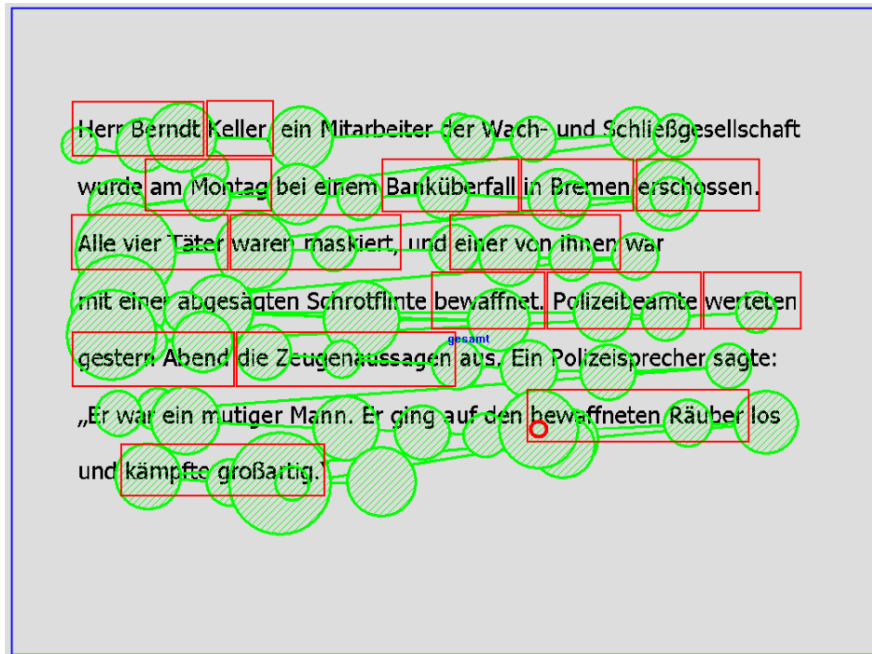 Herr Berndt Keller, ein Mitarbeiter der Wach- und Schließgesellschaft
wurde am Montag bei einem Banküberfall in Bremen erschossen.
Alle vier Täter waren maskiert, und einer von ihnen war
mit einer abgesägten Schrotflinte bewaffnet. Polizeibeamte werteten
gesamt
gestern Abend die Zeugenaussagen aus. Ein Polizeisprecher sagte:
„Er war ein mutiger Mann. Er ging auf den bewaffneten Räuber los
und kämpfte großartig.“